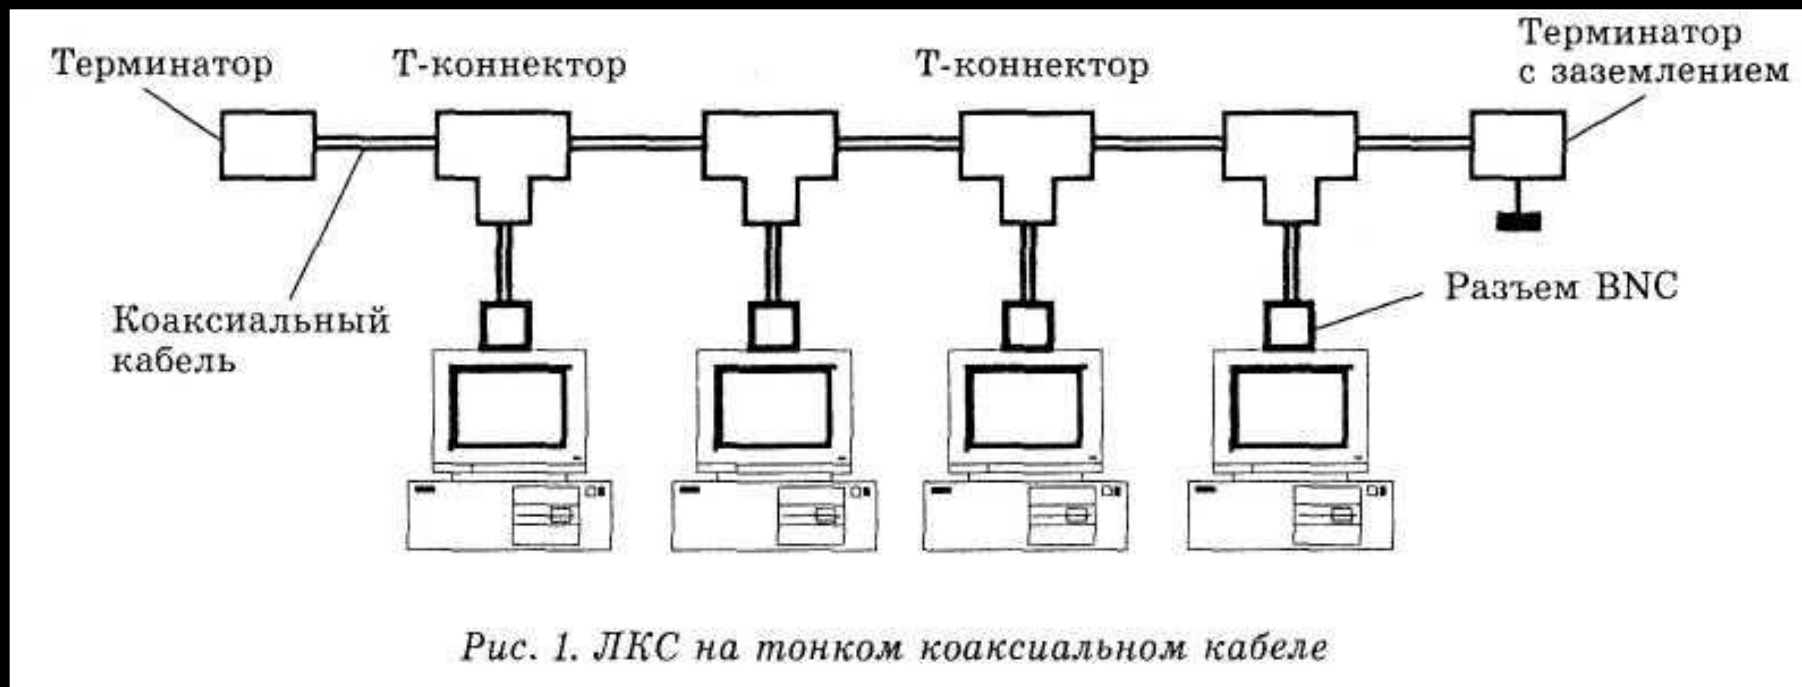 Терминатор
Т-коннектор
Т-коннектор
Терминатор
с заземлением
Коаксиальный
кабель
Разъем BNC
Рис. 1. ЛКС на тонком коаксиальном кабеле